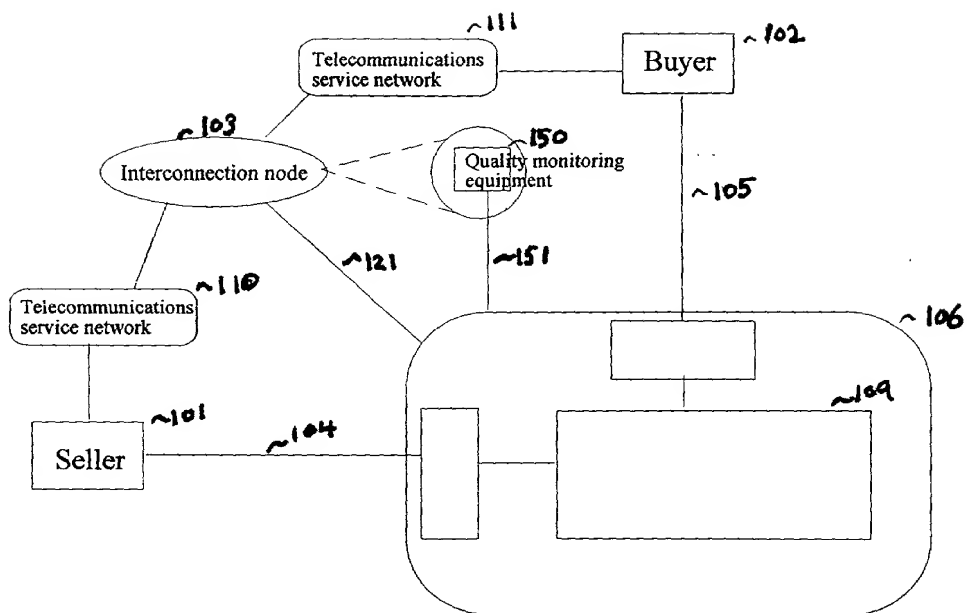 ~111
Telecommunications
service network
Buyer
~102
~103
Interconnection node
~150
Quality monitoring
equipment
~105
~121
~151
~110
Telecommunications
service network
~106
~101
Seller
~104
~109